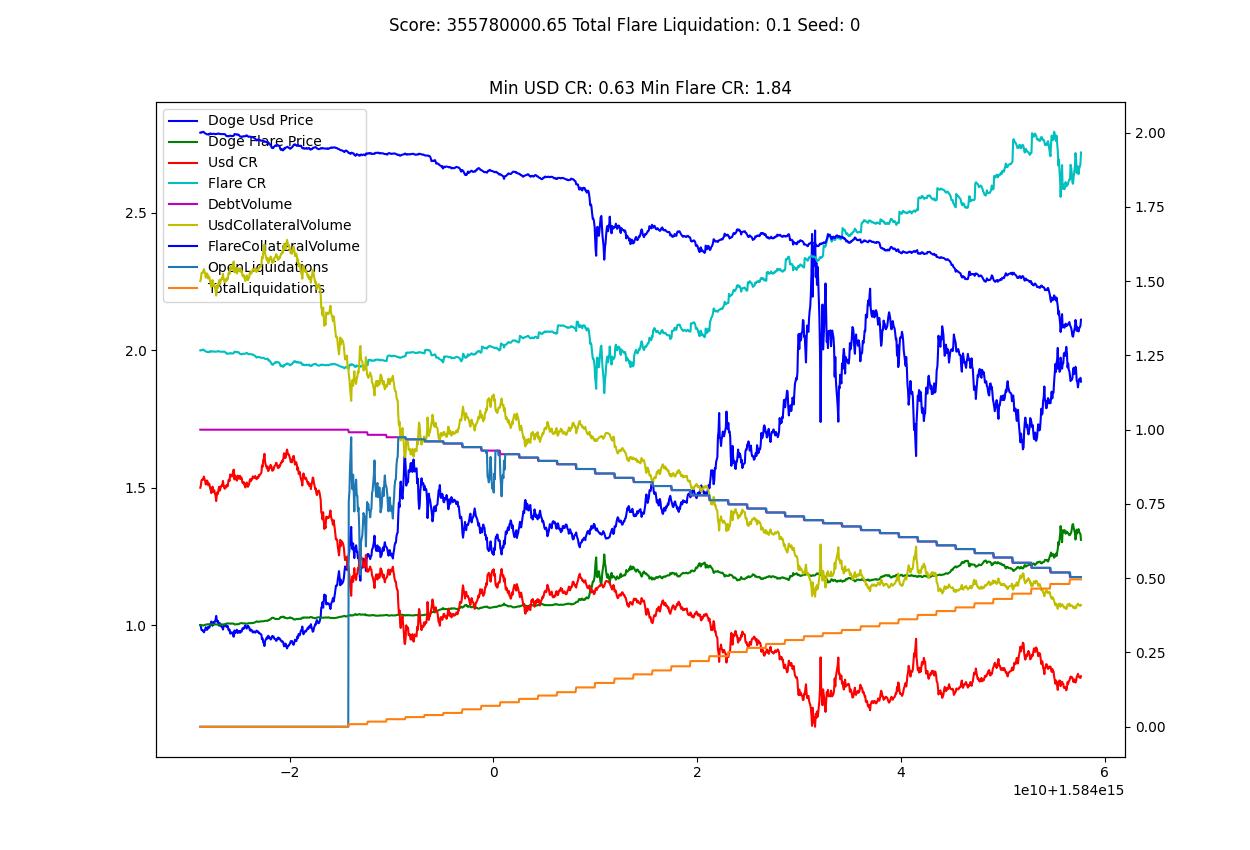 Score: 355780000.65 Total Flare Liquidation: 0.1 Seed: 0
Min USD CR: 0.63 Min Flare CR: 1.84
Doge Usd Price
Doge Flare Price
Usd CR
Flare CR
DebtVolume
UsdCollateralVolume
FlareCollateralVolume
OpenLiquidations
TotalLiquidations
2.5
2.0
1.5
1.0
2.00
1.75
1.50
1.25
1.00
0.75
0.50
0.25
0.00
−2
0
2
4
6
1e10+1.584e15